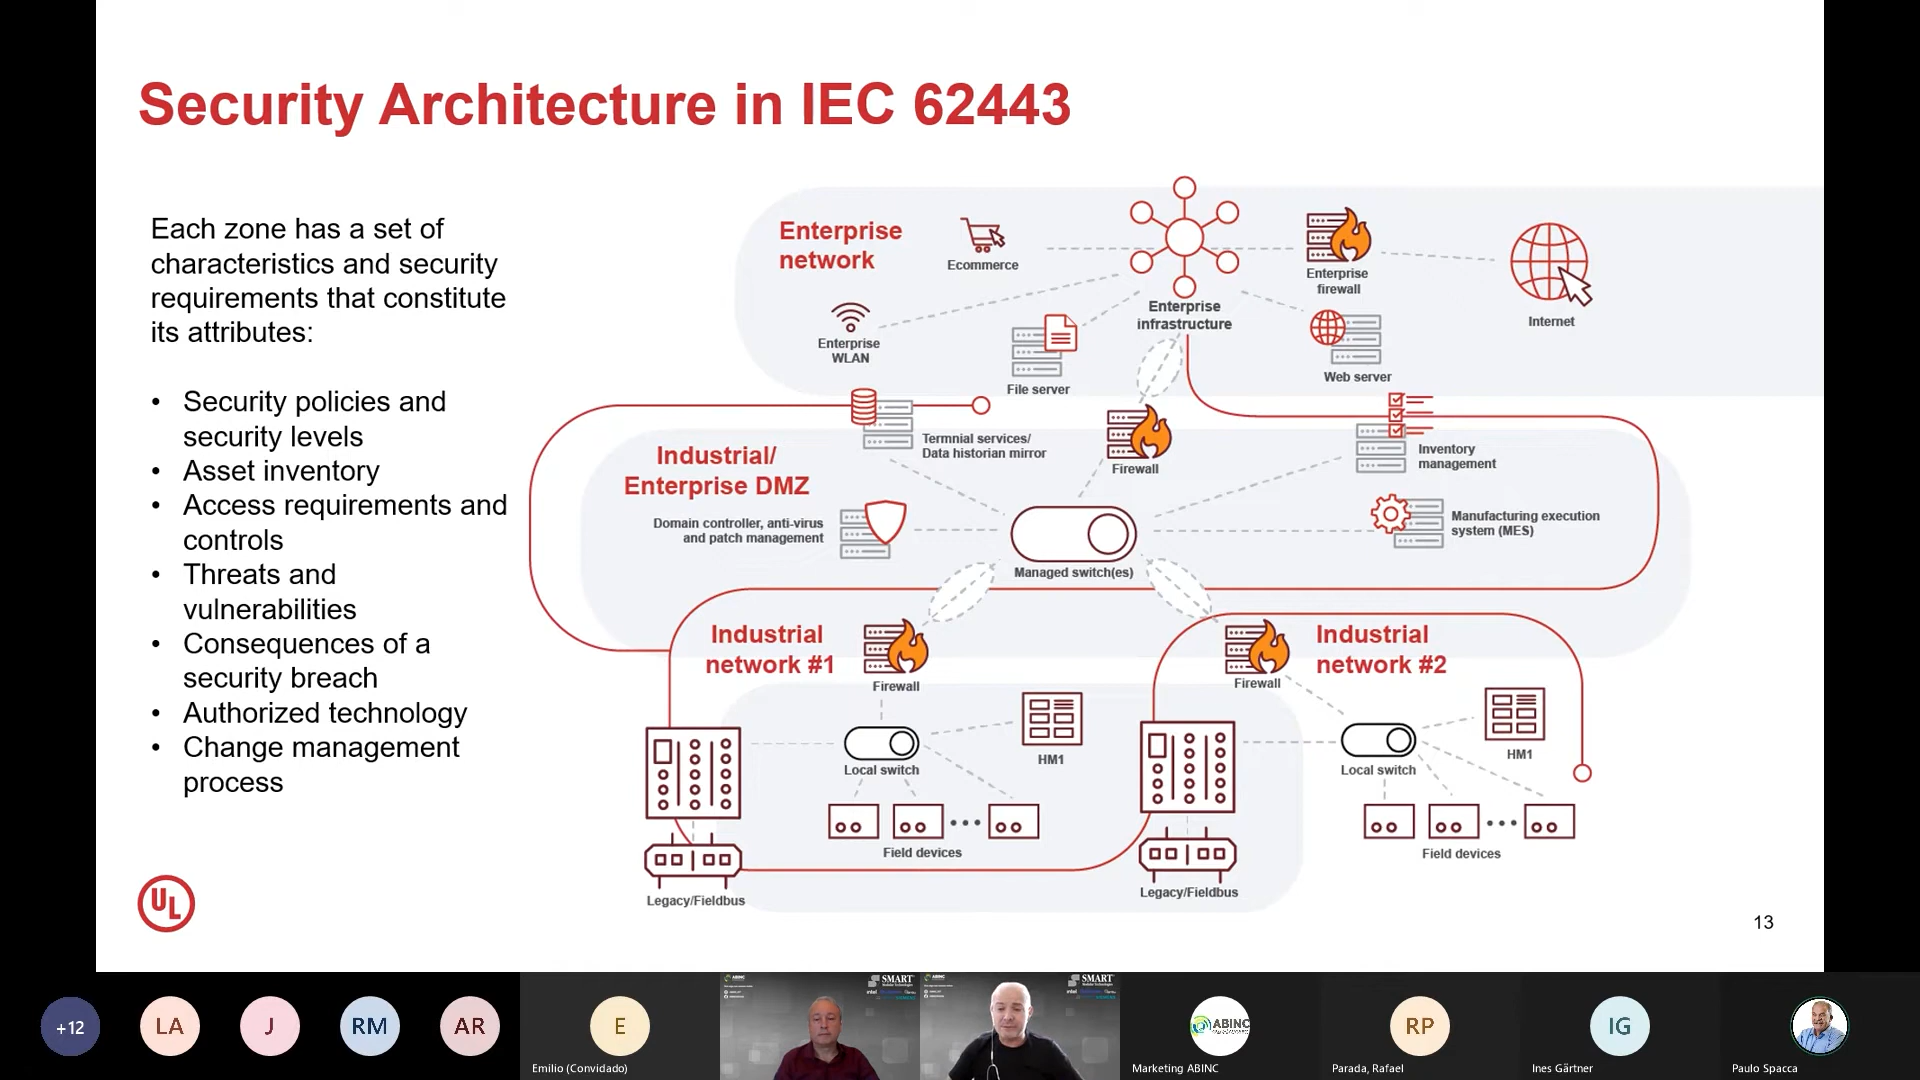 Security Architecture in IEC 62443
Each zone has a set of
characteristics and security
requirements that constitute
its attributes:
• Security policies and
security levels
• Asset inventory
• Access requirements and
controls
• Threats and
vulnerabilities
• Consequences of a
security breach
• Authorized technology
• Change management
process
Enterprise
network
Ecommerce
Enterprise
WLAN
File server
Enterprise
infrastructure
Enterprise
firewall
Web server
Internet
Industrial/
Enterprise DMZ
Termnial services/
Data historian mirror
Firewall
Inventory
management
Domain controller, anti-virus
and patch management
Managed switch(es)
Manufacturing execution
system (MES)
Industrial
network #1
Firewall
Local switch
HM1
Field devices
Legacy/Fieldbus
Industrial
network #2
Firewall
Local switch
HM1
Field devices
Legacy/Fieldbus
UL
13
+12
LA
J
RM
AR
E
Emilio (Convidado)
ABINC
SMART
ABINC
SMART
ABINC
Marketing ABINC
RP
Parada, Rafael
IG
Ines Gärtner
Paulo Spacca